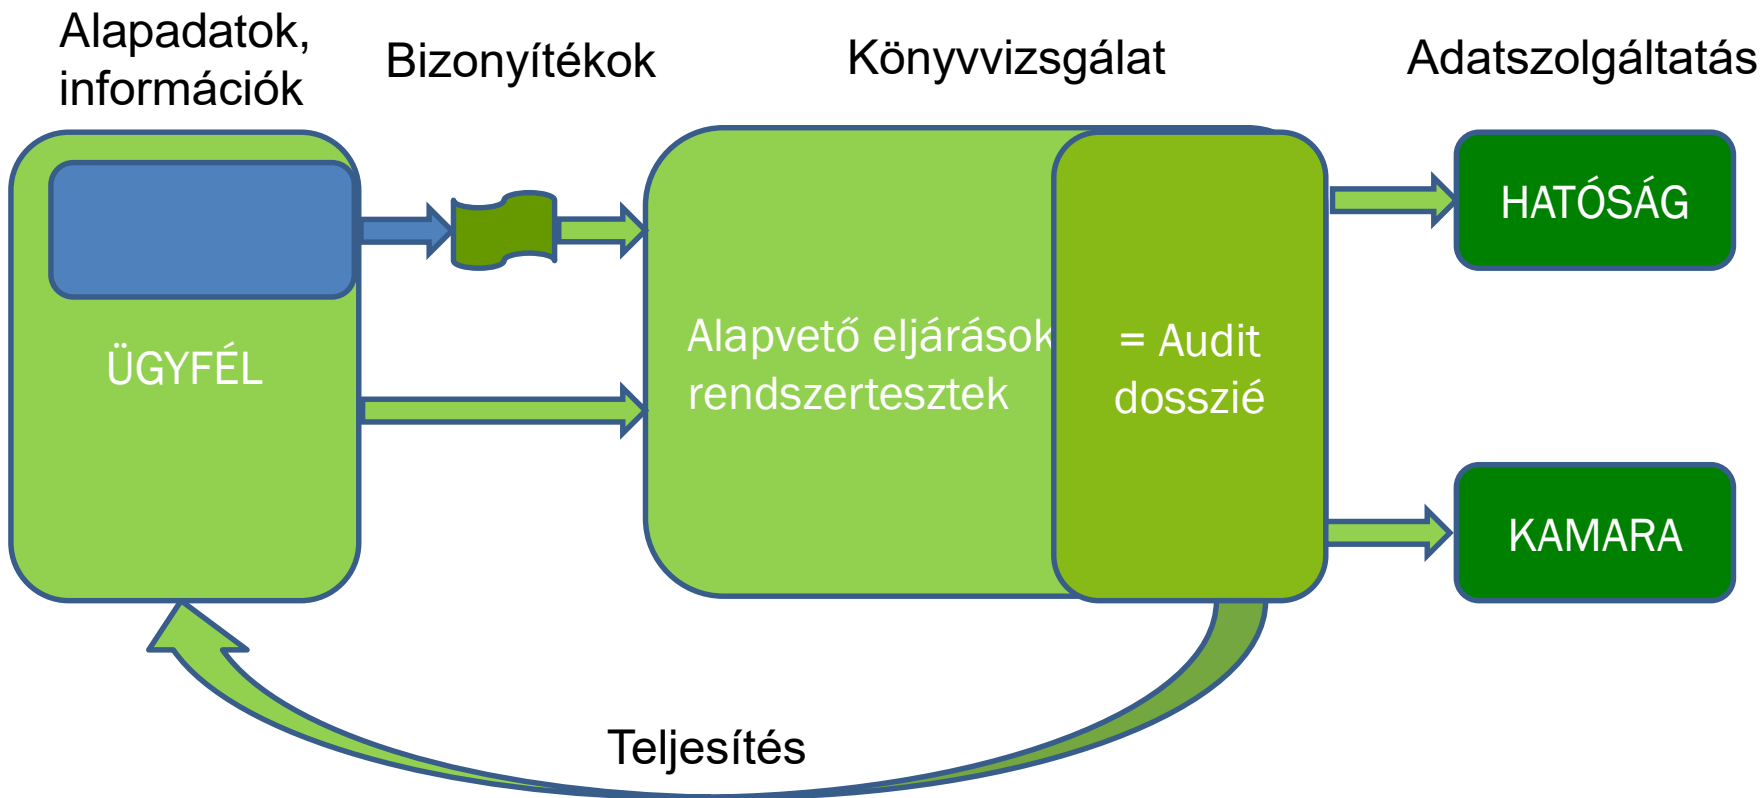 Alapadatok,
információk
Bizonyítékok
Könyvvizsgálat
Adatszolgáltatás
ÜGYFÉL
Alapvető eljárások
rendszertesztek
= Audit
dosszié
HATÓSÁG
KAMARA
Teljesítés